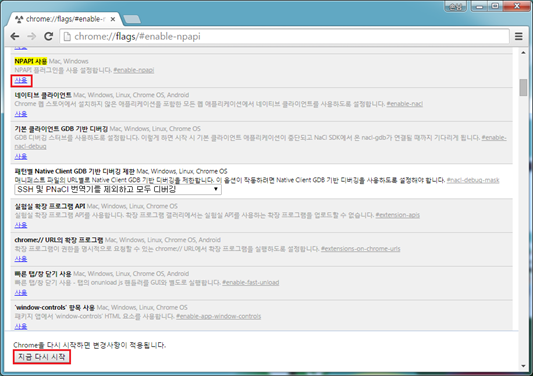 chrome://flags/#enable-npapi
chrome://flags/#enable-npapi
NPAPI 사용 Mac, Windows
NPAPI 플러그인을 사용 설정합니다. #enable-npapi
사용
네이티브 클라이언트 Mac, Windows, Linux, Chrome OS, Android
Chrome 웹 스토어에서 설치하지 않은 애플리케이션을 포함한 모든 웹 애플리케이션에서 네이티브 클라이언트를 사용하도록 설정합니다. #enable-nacl
사용
기본 클라이언트 GDB 기반 디버깅 Mac, Windows, Linux, Chrome OS
GDB 디버깅 스터브를 사용하도록 설정합니다. 이렇게 하면 시작 시 기본 클라이언트 애플리케이션이 중단되고 NaCl SDK에서 온 nacl-gdb가 연결될 때까지 기다리게 됩니다. #enable-
nacl-debug
사용
패턴별 Native Client GDB 기반 디버깅 제한 Mac, Windows, Linux, Chrome OS
매니페스트 파일의 URL별로 Native Client GDB 기반 디버깅을 제한합니다. 이 옵션이 작동하려면 Native Client GDB 기반 디버깅을 사용하도록 설정해야 합니다. #nacl-debug-mask
SSH 및 PNaCl 번역기를 제외하고 모두 디버깅
실험실 확장 프로그램 API Mac, Windows, Linux, Chrome OS
실험실 확장 프로그램 API를 사용합니다. 확장 프로그램 갤러리에서는 실험실 API를 사용하는 확장 프로그램을 업로드할 수 없습니다. #extension-apis
사용
chrome:// URL의 확장 프로그램 Mac, Windows, Linux, Chrome OS
확장 프로그램이 권한을 명시적으로 요청할 수 있는 chrome:// URL에서 확장 프로그램을 실행하도록 설정합니다. #extensions-on-chrome-urls
사용
빠른 탭/창 닫기 사용 Mac, Windows, Linux, Chrome OS
빠른 탭/창 닫기 사용 - 탭의 onunload js 핸들러를 GUI와 별도로 실행합니다. #enable-fast-unload
사용
'window-controls' 항목 사용 Mac, Windows, Linux, Chrome OS
패키지 앱에서 'window-controls' HTML 요소를 사용합니다. #enable-app-window-controls
사용
Chrome을 다시 시작하면 변경사항이 적용됩니다.
지금 다시 시작